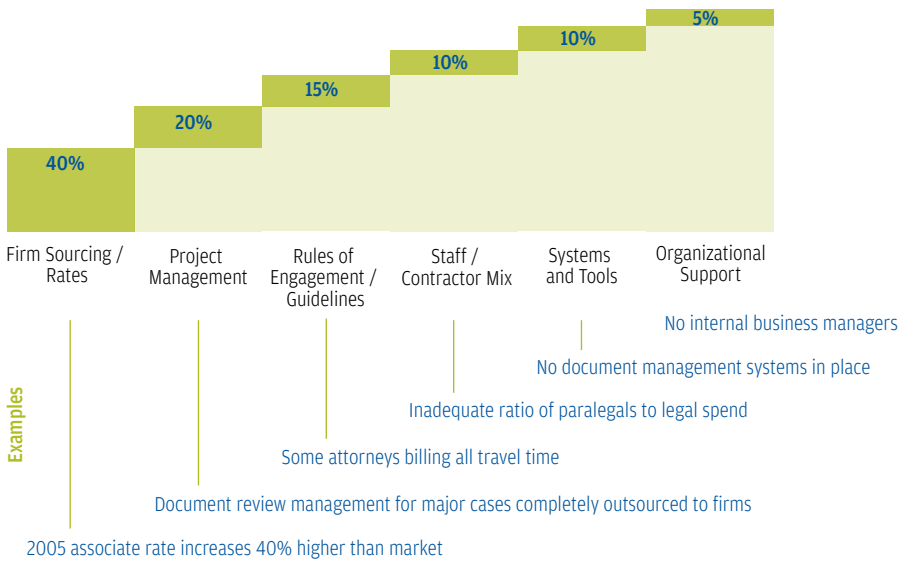 5%
10%
10%
15%
20%
40%
Firm Sourcing /
Rates
Project
Management
Rules of
Engagement /
Guidelines
Staff /
Contractor Mix
Systems
and Tools
Organizational
Support
Examples
No internal business managers
No document management systems in place
Inadequate ratio of paralegals to legal spend
Some attorneys billing all travel time
Document review management for major cases completely outsourced to firms
2005 associate rate increases 40% higher than market